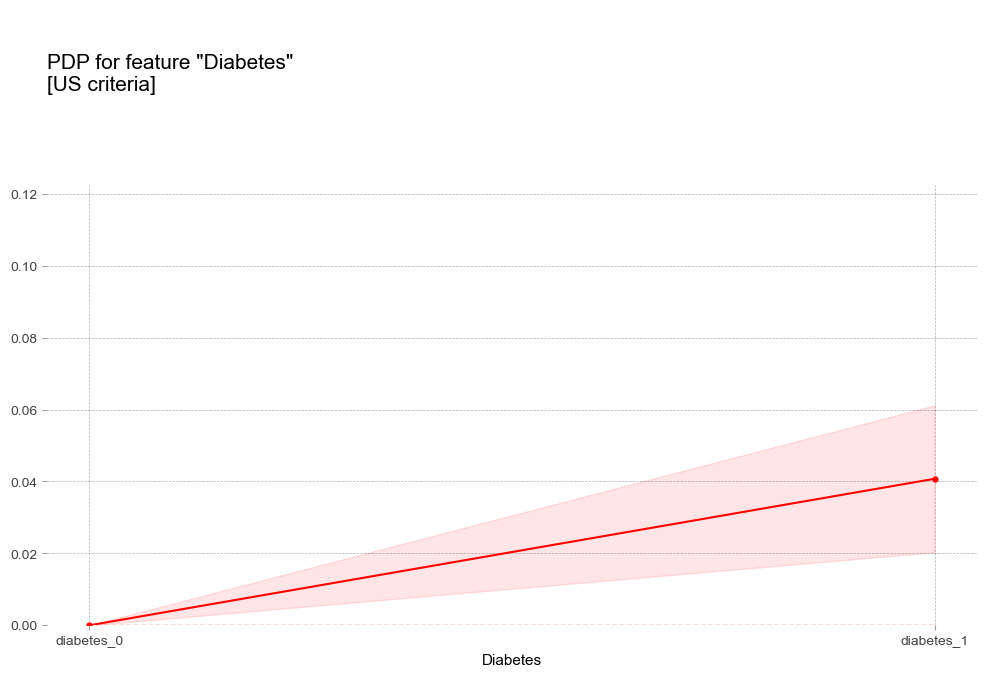 PDP for feature "Diabetes"
[US criteria]
0.12
0.10
0.08
0.06
0.04
0.02
0.00
diabetes_0
diabetes_1
Diabetes